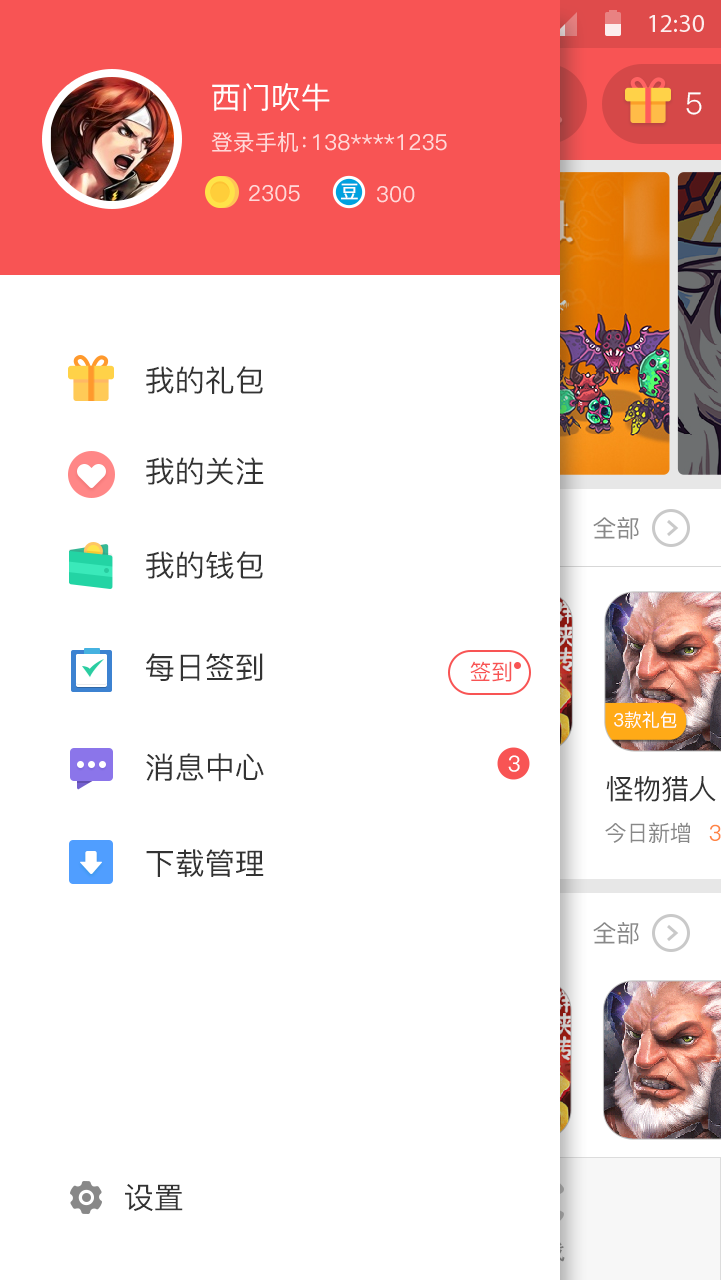 12:30
西门吹牛
登录手机：138****1235
2305
300
5
我的礼包
我的关注
我的钱包
每日签到
签到
消息中心
3
下载管理
设置
全部
3款礼包
怪物猎人
今日新增 3
全部